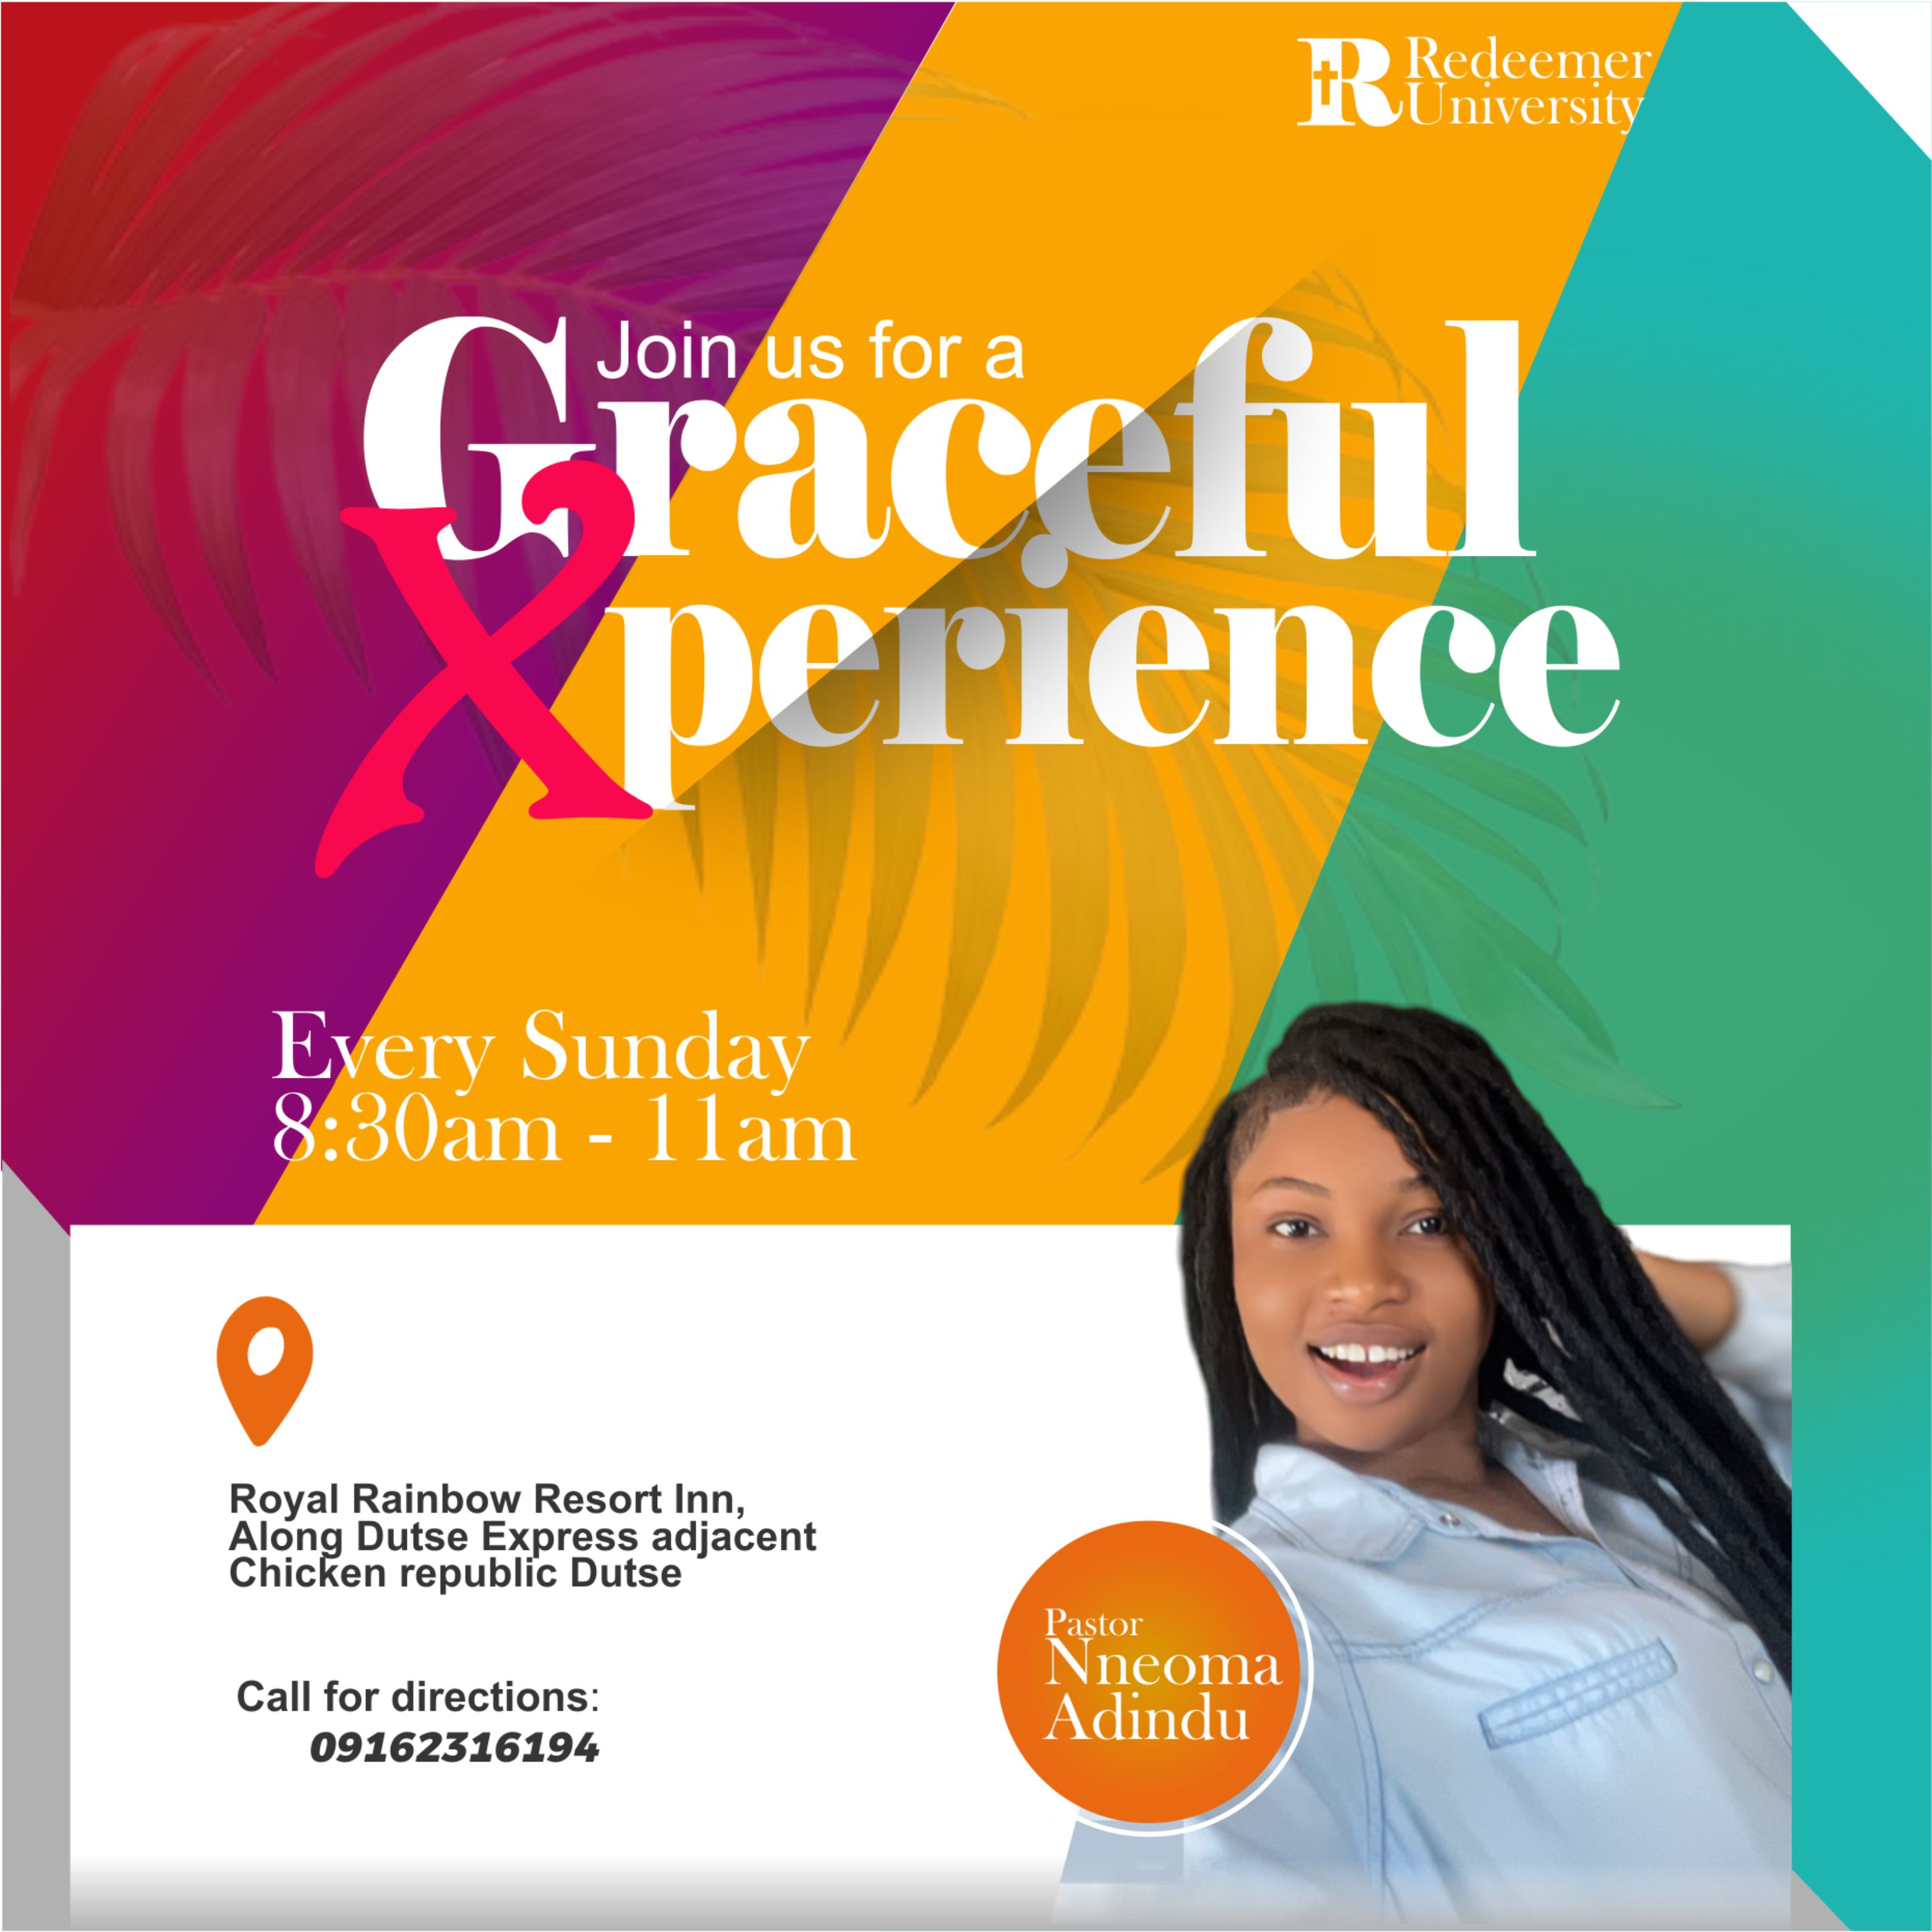 Redeemer
University
Join us for a
Graceful
Xperience
Every Sunday
8:30am - 11am
Royal Rainbow Resort Inn,
Along Dutse Express adjacent
Chicken republic Dutse
Call for directions:
09162316194
Pastor
Nneoma
Adindu